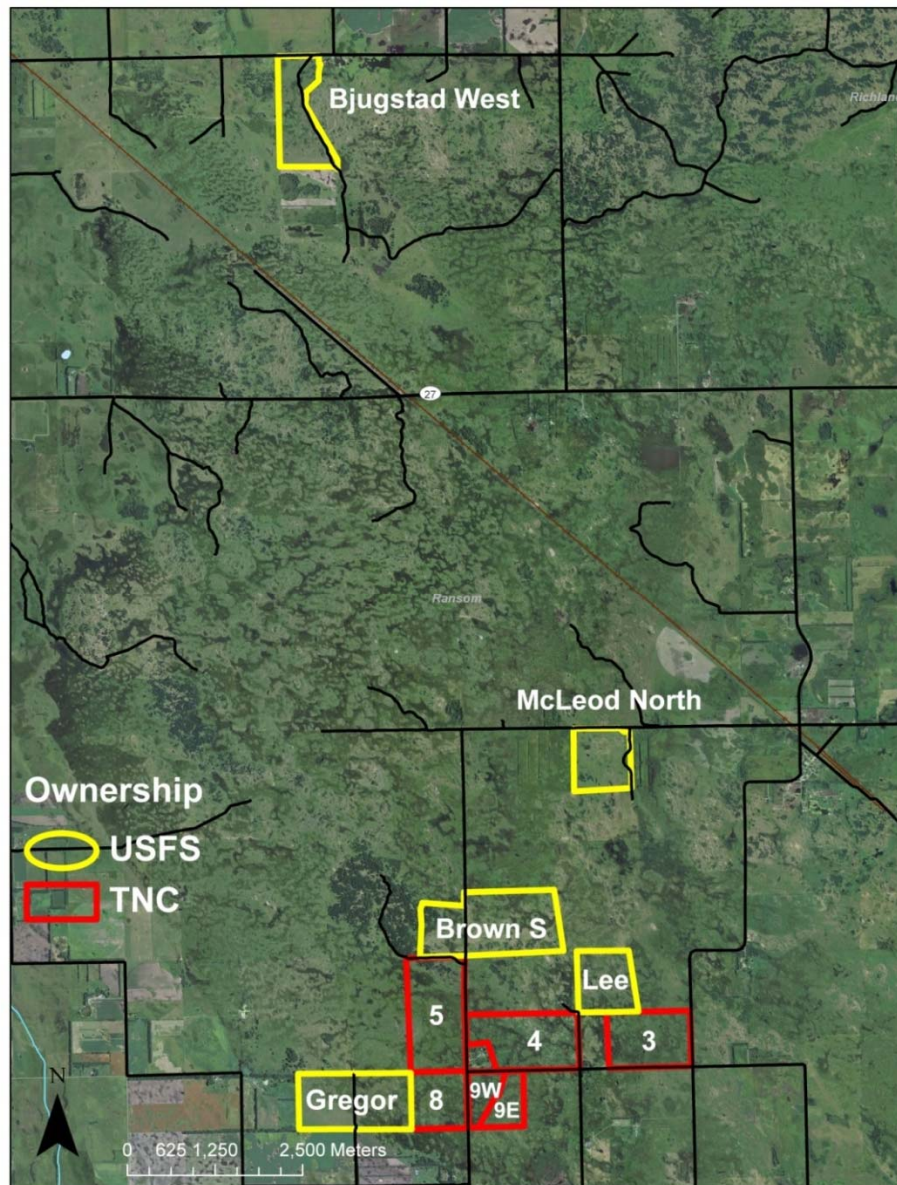 Bjugstad West
27
Ransom
McLeod North
Ownership
USFS
TNC
Brown S
Lee
5
4
3
9W
9E
Gregor
8
N
0 625 1,250 2,500 Meters